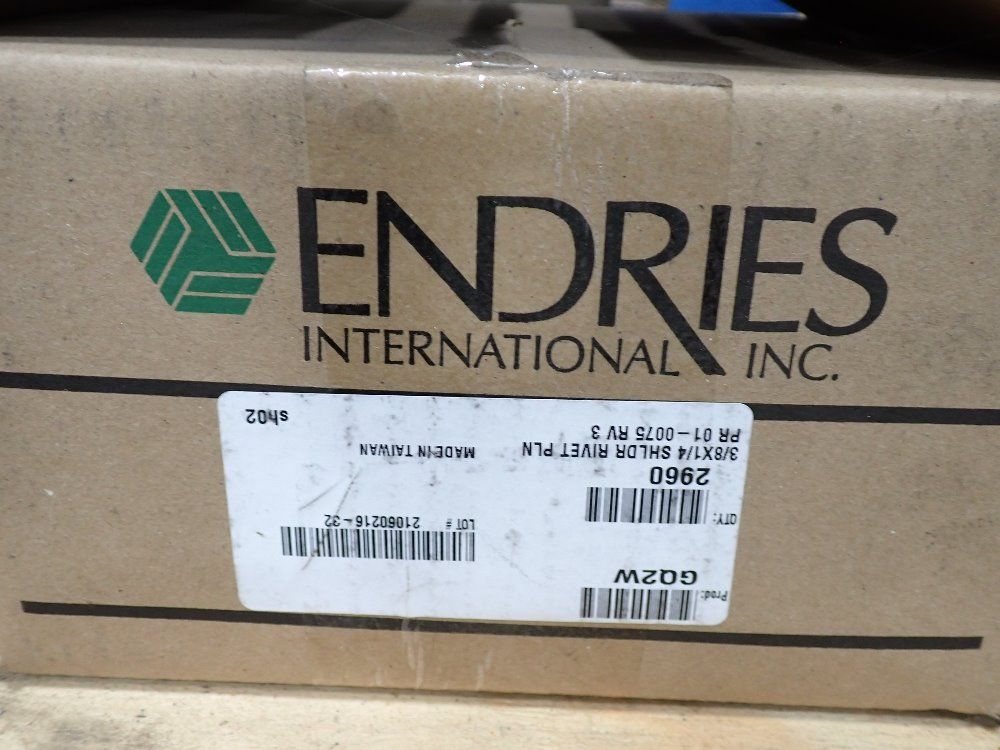 ENDRIES
INTERNATIONAL INC.
Prod:
GQ2W
QTY:
2960
3/8X1/4 SHLDR RIVET PLN
PR 01-0075 RV 3
LOT # 21060216-32
MADE IN TAIWAN
sh02